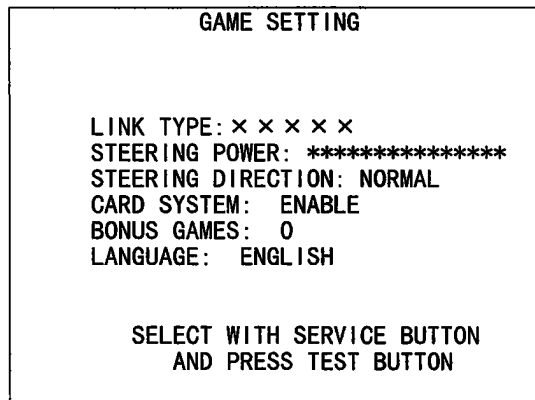 GAME SETTING
LINK TYPE: × × × × ×
STEERING POWER: ***************
STEERING DIRECTION: NORMAL
CARD SYSTEM: ENABLE
BONUS GAMES: 0
LANGUAGE: ENGLISH
SELECT WITH SERVICE BUTTON
AND PRESS TEST BUTTON